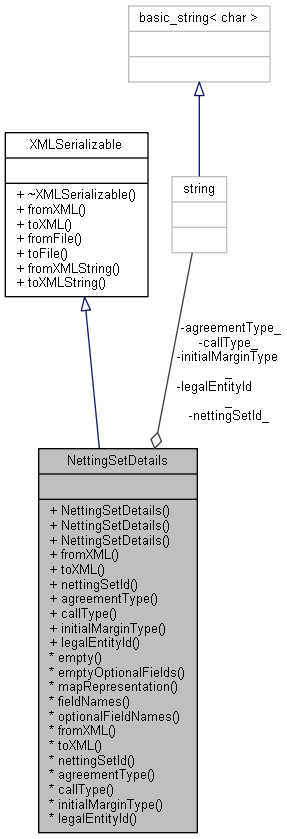 basic_string< char >
XMLSerializable
+ ~XMLSerializable()
+ fromXML()
+ toXML()
+ fromFile()
+ toFile()
+ fromXMLString()
+ toXMLString()
string
-agreementType_
-callType_
-initialMarginType
_
-legalEntityId
_
-nettingSetId_
NettingSetDetails
+ NettingSetDetails()
+ NettingSetDetails()
+ NettingSetDetails()
+ fromXML()
+ toXML()
+ nettingSetId()
+ agreementType()
+ callType()
+ initialMarginType()
+ legalEntityId()
* empty()
* emptyOptionalFields()
* mapRepresentation()
* fieldNames()
* optionalFieldNames()
* fromXML()
* toXML()
* nettingSetId()
* agreementType()
* callType()
* initialMarginType()
* legalEntityId()